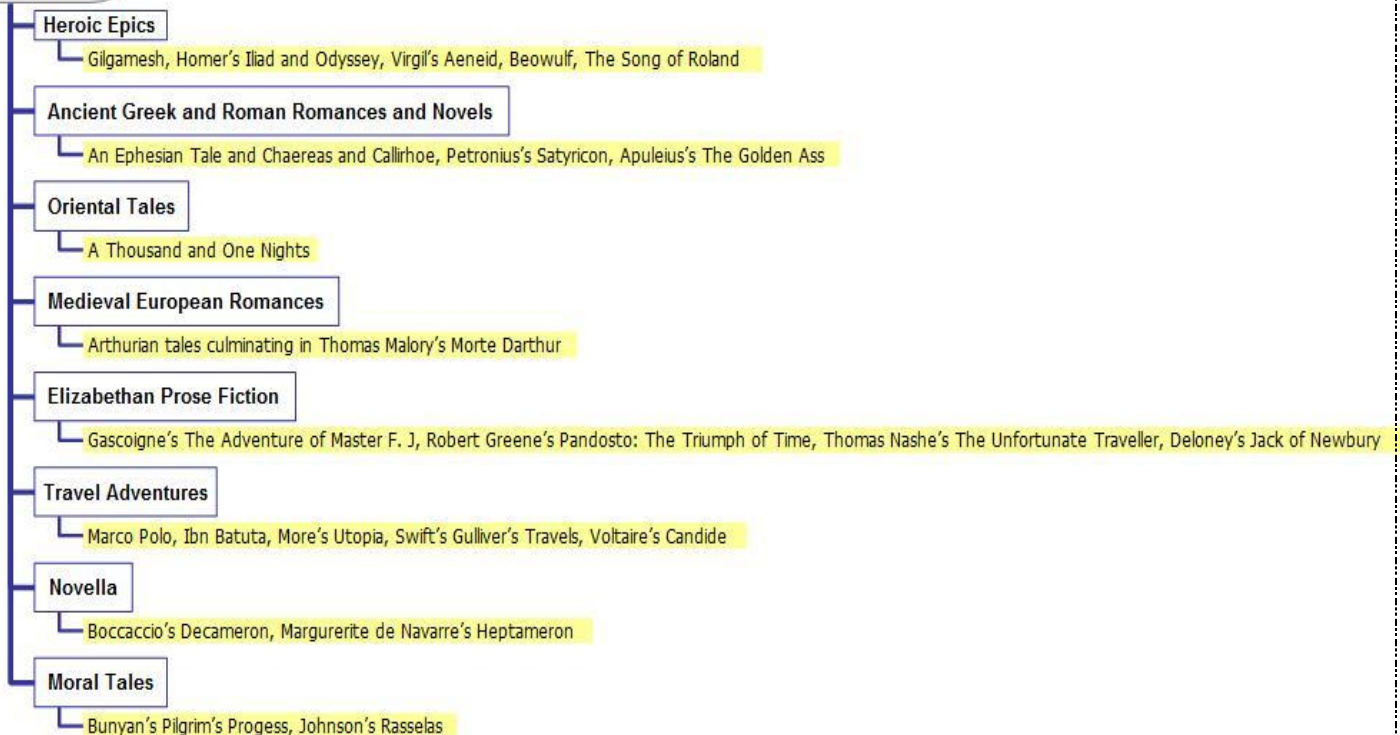 Heroic Epics
Gilgamesh, Homer’s Iliad and Odyssey, Virgil’s Aeneid, Beowulf, The Song of Roland
Ancient Greek and Roman Romances and Novels
An Ephesian Tale and Chaereas and Callirhoe, Petronius’s Satyricon, Apuleius’s The Golden Ass
Oriental Tales
A Thousand and One Nights
Medieval European Romances
Arthurian tales culminating in Thomas Malory’s Morte Darthur
Elizabethan Prose Fiction
Gascoigne’s The Adventure of Master F. J, Robert Greene’s Pandosto: The Triumph of Time, Thomas Nashe’s The Unfortunate Traveller, Deloney’s Jack of Newbury
Travel Adventures
Marco Polo, Ibn Batuta, More’s Utopia, Swift’s Gulliver’s Travels, Voltaire’s Candide
Novella
Boccaccio’s Decameron, Margurerite de Navarre’s Heptameron
Moral Tales
Bunyan’s Pilgrim’s Progess, Johnson’s Rasselas